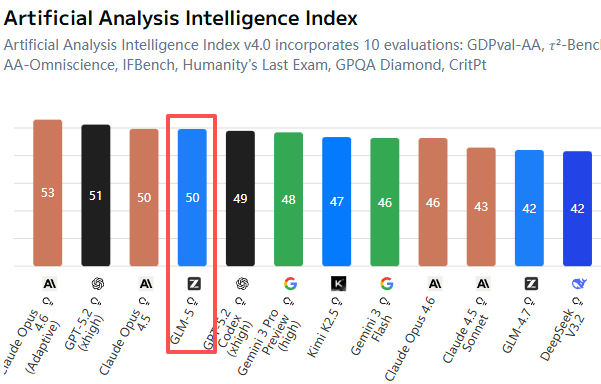 Artificial Analysis Intelligence Index
Artificial Analysis Intelligence Index v4.0 incorporates 10 evaluations: GDPval-AA, 𝜏²-Benc
AA-Omniscience, IFBench, Humanity's Last Exam, GPQA Diamond, CritPt
53
51
50
50
49
48
47
46
46
43
42
42
Claude Opus
4.6
(Adaptive)
GPT-5.2
(xhigh)
Claude Opus
4.5
GLM-5
GPT-5.2
Codex
(xhigh)
Gemini 3 Pro
Preview
(high)
Kimi K2.5
Gemini 3
Flash
Claude Opus 4.6
Claude 4.5
Sonnet
GLM-4.7
DeepSeek
V3.2